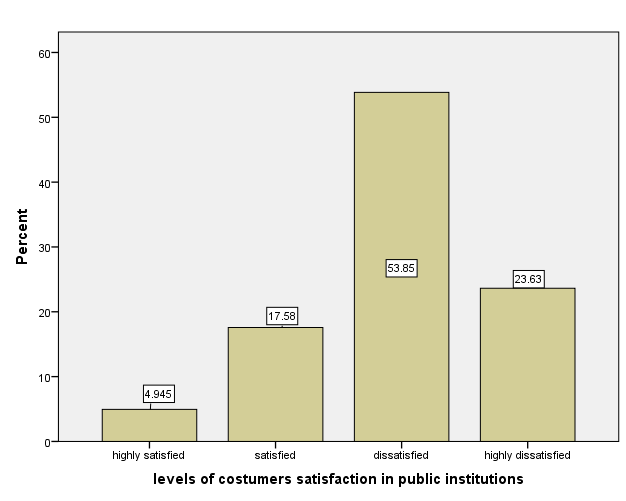 60
50
40
30
20
10
0
Percent
4.945
17.58
53.85
23.63
highly satisfied
satisfied
dissatisfied
highly dissatisfied
levels of costumers satisfaction in public institutions